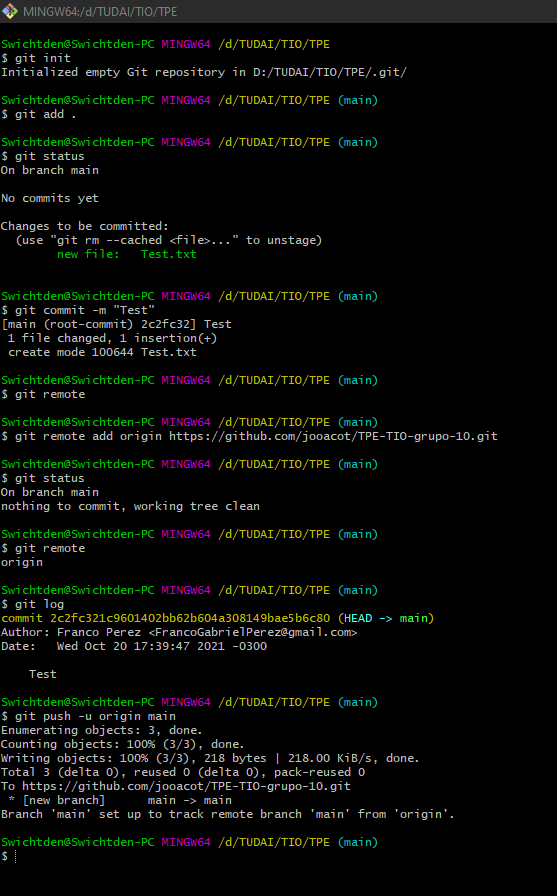 MINGW64:/d/TUDAI/TIO/TPE
Swichtden@Swichtden-PC MINGW64 /d/TUDAI/TIO/TPE
$ git init
Initialized empty Git repository in D:/TUDAI/TIO/TPE/.git/
Swichtden@Swichtden-PC MINGW64 /d/TUDAI/TIO/TPE (main)
$ git add .
Swichtden@Swichtden-PC MINGW64 /d/TUDAI/TIO/TPE (main)
$ git status
On branch main
No commits yet
Changes to be committed:
  (use "git rm --cached <file>..." to unstage)
        new file:   Test.txt
Swichtden@Swichtden-PC MINGW64 /d/TUDAI/TIO/TPE (main)
$ git commit -m "Test"
[main (root-commit) 2c2fc32] Test
 1 file changed, 1 insertion(+)
 create mode 100644 Test.txt
Swichtden@Swichtden-PC MINGW64 /d/TUDAI/TIO/TPE (main)
$ git remote
Swichtden@Swichtden-PC MINGW64 /d/TUDAI/TIO/TPE (main)
$ git remote add origin https://github.com/jooacot/TPE-TIO-grupo-10.git
Swichtden@Swichtden-PC MINGW64 /d/TUDAI/TIO/TPE (main)
$ git status
On branch main
nothing to commit, working tree clean
Swichtden@Swichtden-PC MINGW64 /d/TUDAI/TIO/TPE (main)
$ git remote
origin
Swichtden@Swichtden-PC MINGW64 /d/TUDAI/TIO/TPE (main)
$ git log
commit 2c2fc321c9601402bb62b604a308149bae5b6c80 (HEAD -> main)
Author: Franco Perez <FrancoGabrielPerez@gmail.com>
Date:   Wed Oct 20 17:39:47 2021 -0300
    Test
Swichtden@Swichtden-PC MINGW64 /d/TUDAI/TIO/TPE (main)
$ git push -u origin main
Enumerating objects: 3, done.
Counting objects: 100% (3/3), done.
Writing objects: 100% (3/3), 218 bytes | 218.00 KiB/s, done.
Total 3 (delta 0), reused 0 (delta 0), pack-reused 0
To https://github.com/jooacot/TPE-TIO-grupo-10.git
 * [new branch]      main -> main
Branch 'main' set up to track remote branch 'main' from 'origin'.
Swichtden@Swichtden-PC MINGW64 /d/TUDAI/TIO/TPE (main)
$